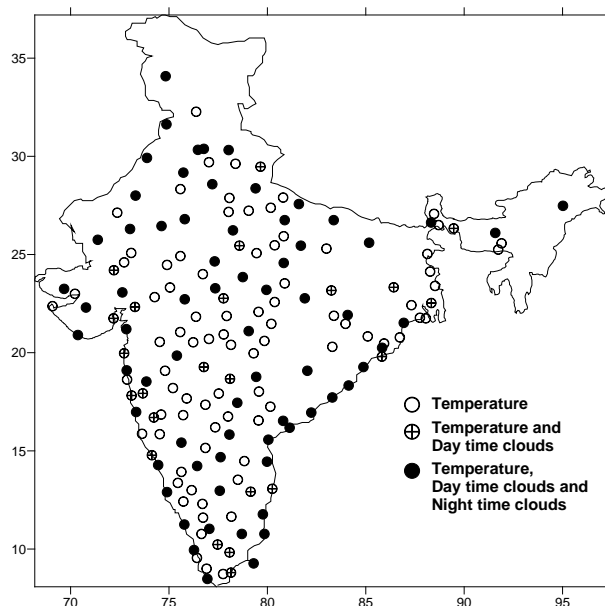 35
30
25
20
15
10
70
75
80
85
90
95
Temperature
Temperature and
Day time clouds
Temperature,
Day time clouds and
Night time clouds